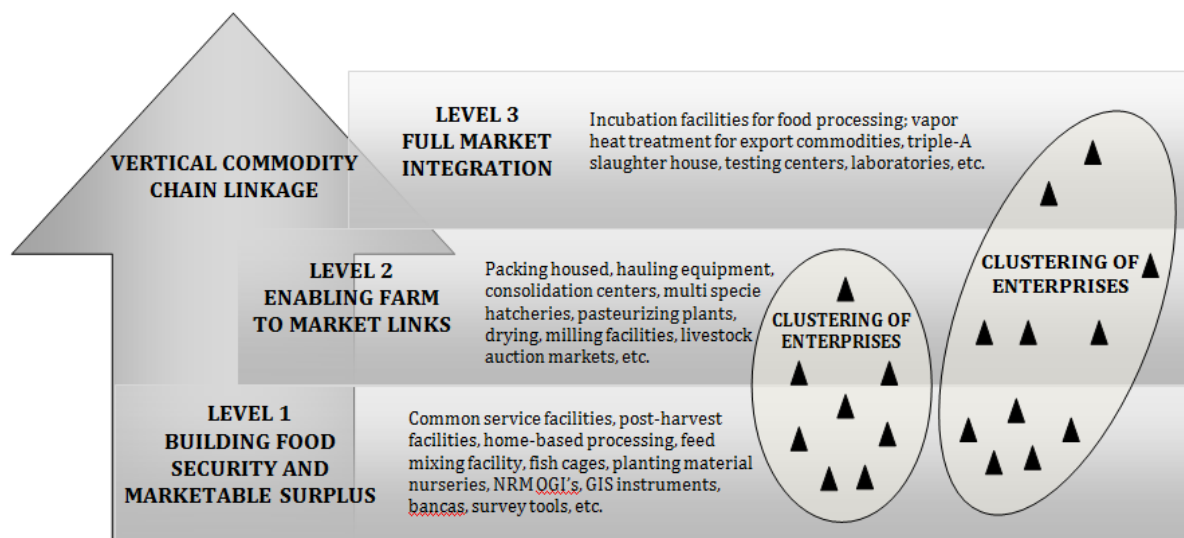 VERTICAL COMMODITY
CHAIN LINKAGE
LEVEL 3
FULL MARKET
INTEGRATION
Incubation facilities for food processing; vapor
heat treatment for export commodities, triple-A
slaughter house, testing centers, laboratories, etc.
LEVEL 2
ENABLING FARM
TO MARKET LINKS
Packing housed, hauling equipment,
consolidation centers, multi specie
hatcheries, pasteurizing plants,
drying, milling facilities, livestock
auction markets, etc.
LEVEL 1
BUILDING FOOD
SECURITY AND
MARKETABLE SURPLUS
Common service facilities, post-harvest
facilities, home-based processing, feed
mixing facility, fish cages, planting material
nurseries, NRM OGI's, GIS instruments,
bancas, survey tools, etc.
CLUSTERING OF
ENTERPRISES
CLUSTERING OF
ENTERPRISES